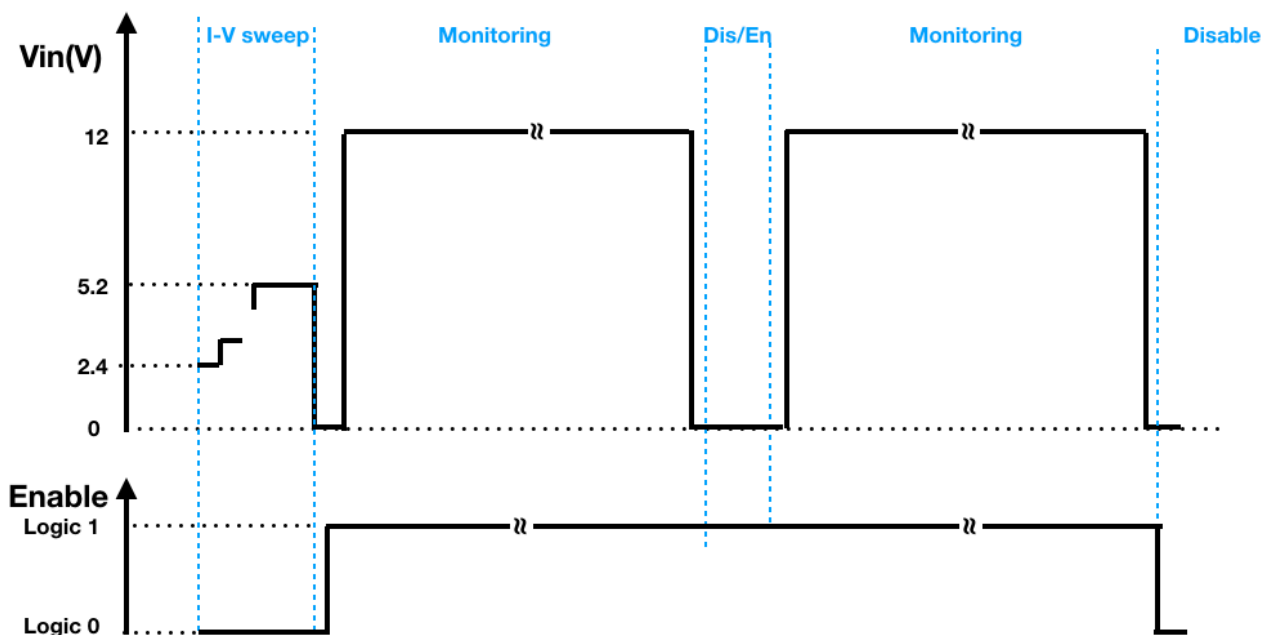 I-V sweep
Monitoring
Dis/En
Monitoring
Disable
Vin(V)
12
5.2
2.4
0
Enable
Logic 1
Logic 0